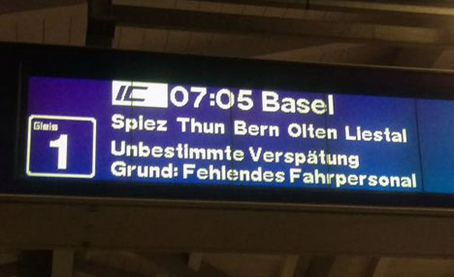 IC 07:05 Basel
Spiez Thun Bern Olten Liestal
Gleis
1
Unbestimmte Verspätung
Grund: Fehlendes Fahrpersonal